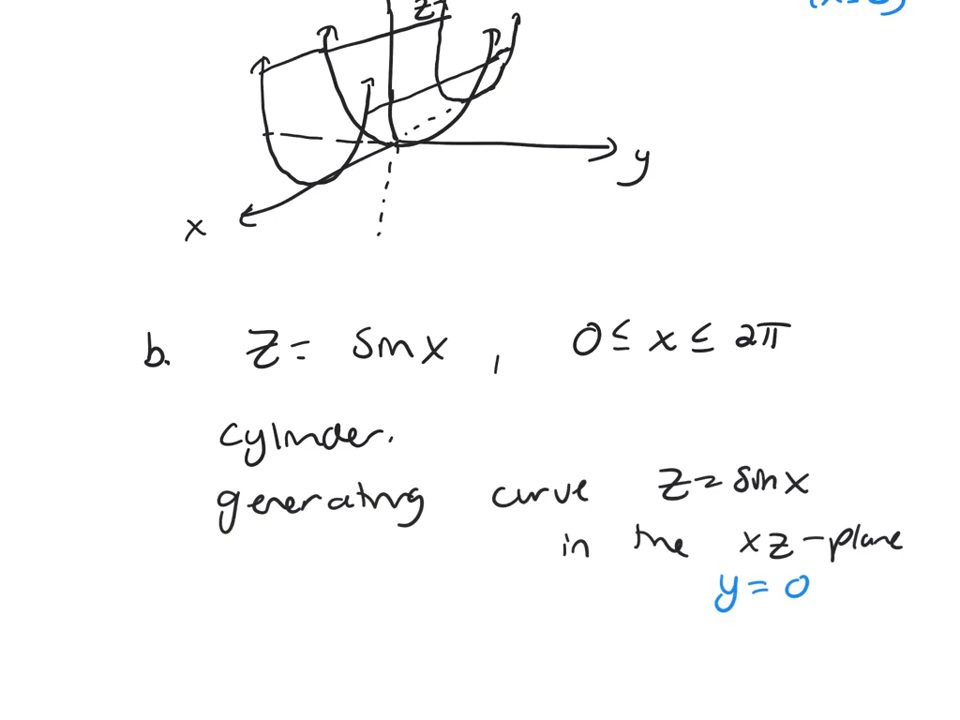 z
y
x
b. z = sin x , 0 ≤ x ≤ 2π
cylinder.
generating curve z = sin x
in the xz-plane
y = 0